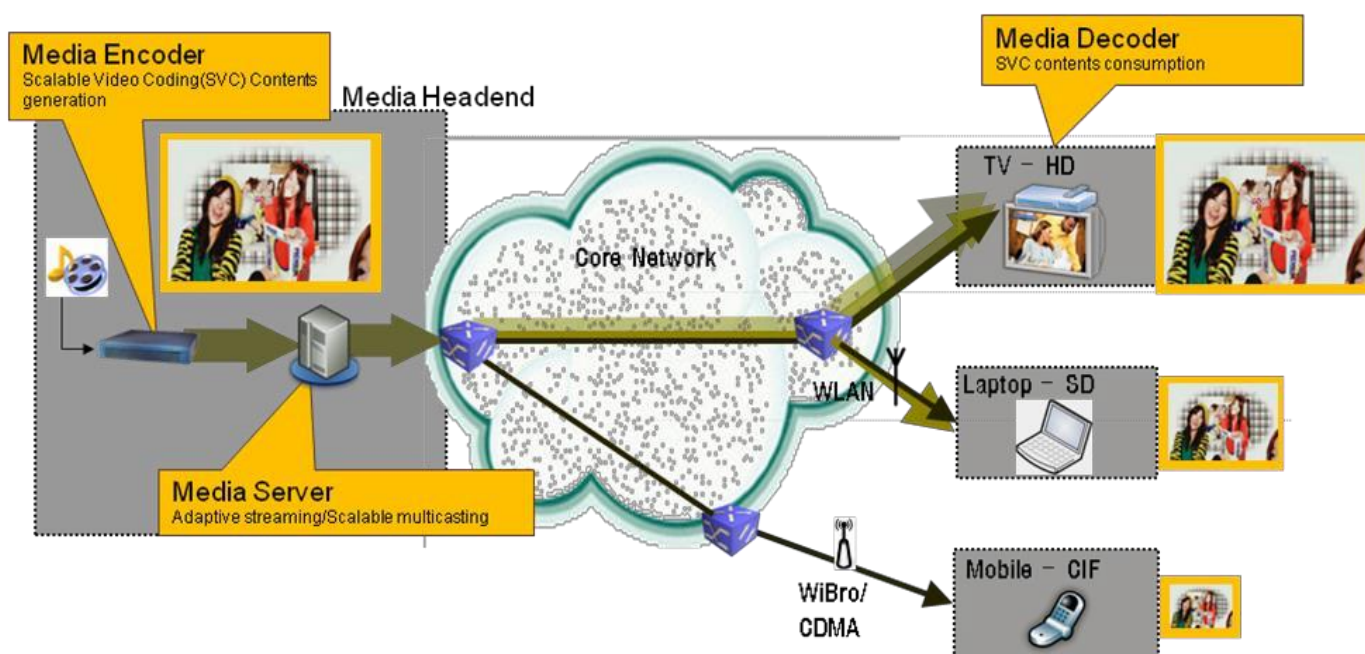 Media Encoder
Scalable Video Coding(SVC) Contents
generation
Media Headend
Media Decoder
SVC contents consumption
TV - HD
Core Network
WLAN
Laptop - SD
Media Server
Adaptive streaming/Scalable multicasting
WiBro/
CDMA
Mobile - CIF